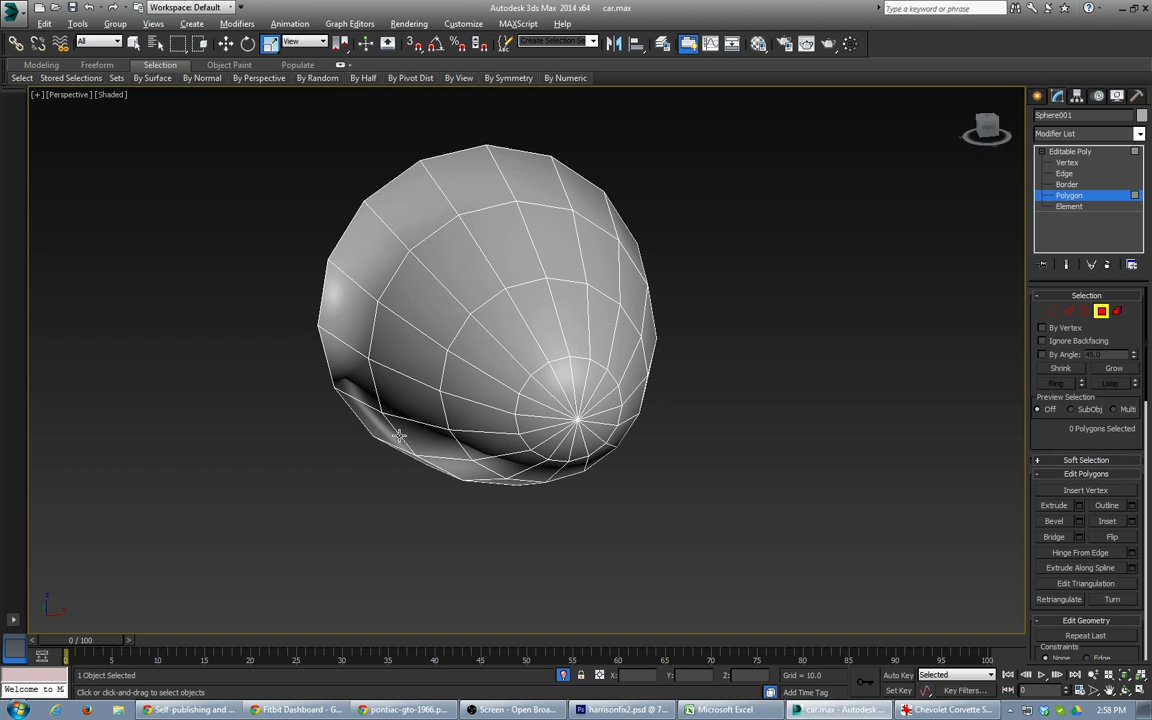 Workspace: Default
Autodesk 3ds Max 2014 x64 car.max
Type a keyword or phrase
Edit Tools Group Views Create Modifiers Animation Graph Editors Rendering Customize MAXScript Help
All View Create Selection Se
Modeling Freeform Selection Object Paint Populate
Select Stored Selections Sets By Surface By Normal By Perspective By Random By Half By Pivot Dist By View By Symmetry By Numeric
[+] [Perspective] [Shaded]
Sphere001
Modifier List
Editable Poly
Vertex
Edge
Border
Polygon
Element
Selection
By Vertex
Ignore Backfacing
By Angle: 45.0
Shrink Grow
Ring Loop
Preview Selection
Off SubObj Multi
0 Polygons Selected
Soft Selection
Edit Polygons
Insert Vertex
Extrude Outline
Bevel Inset
Bridge Flip
Hinge From Edge
Extrude Along Spline
Edit Triangulation
Retriangulate Turn
Edit Geometry
Repeat Last
Constraints
None Edge
z
x
0 / 100
0 5 10 15 20 25 30 35 40 45 50 55 60 65 70 75 80 85 90 95 100
1 Object Selected X: Y: Z: Grid = 10.0 Auto Key Selected
Welcome to M Click or click-and-drag to select objects Add Time Tag Set Key Key Filters... 0
Self-publishing and ... Fitbit Dashboard - G... pontiac-gto-1966.p... Screen - Open Broa... harrisonfx2.psd @ 7... Microsoft Excel car.max - Autodesk ... Chevolet Corvette S... 2:58 PM